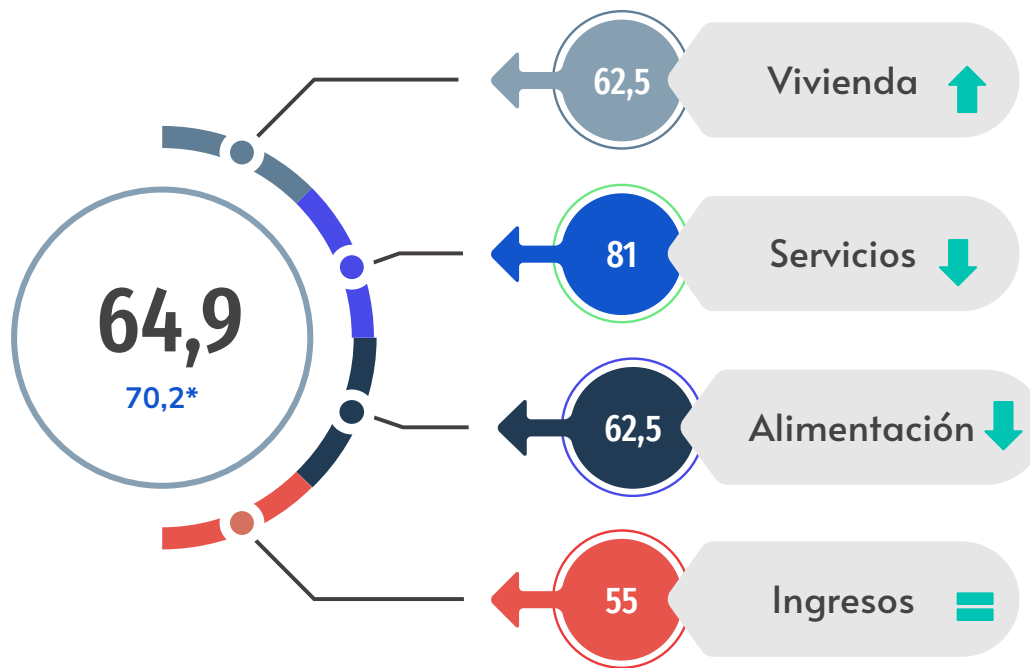 64,9
70,2*
62,5
Vivienda
81
Servicios
62,5
Alimentación
55
Ingresos